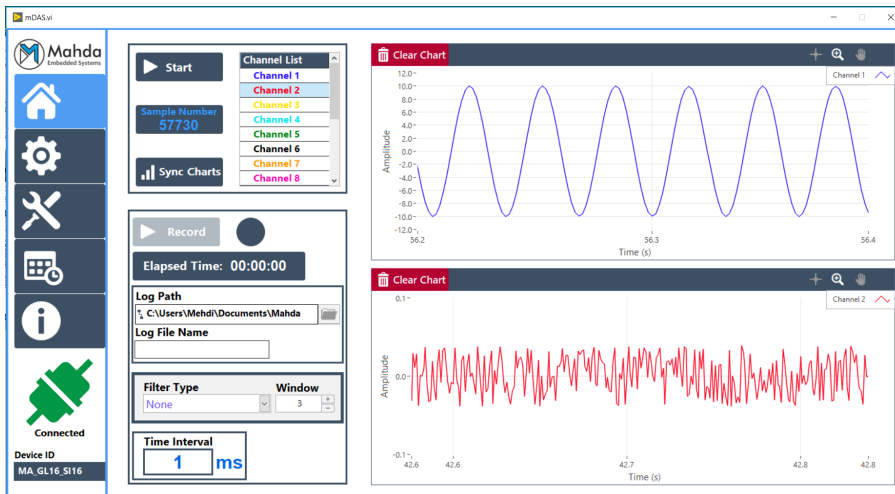 mDAS.vi
Mahda
Embedded Systems
Connected
Device ID
MA_GL16_SI16
Start
Sample Number
57730
Sync Charts
Channel List
Channel 1
Channel 2
Channel 3
Channel 4
Channel 5
Channel 6
Channel 7
Channel 8
Record
Elapsed Time: 00:00:00
Log Path
C:\Users\Mehdi\Documents\Mahda
Log File Name
Filter Type
Window
None
3
Time Interval
1 ms
Clear Chart
Channel 1
12.0
10.0
8.0
6.0
4.0
2.0
0.0
-2.0
-4.0
-6.0
-8.0
-10.0
-12.0
Amplitude
56.2
56.3
56.4
Time (s)
Clear Chart
Channel 2
0.1
0.0
-0.1
Amplitude
42.6
42.6
42.7
42.8
42.8
Time (s)